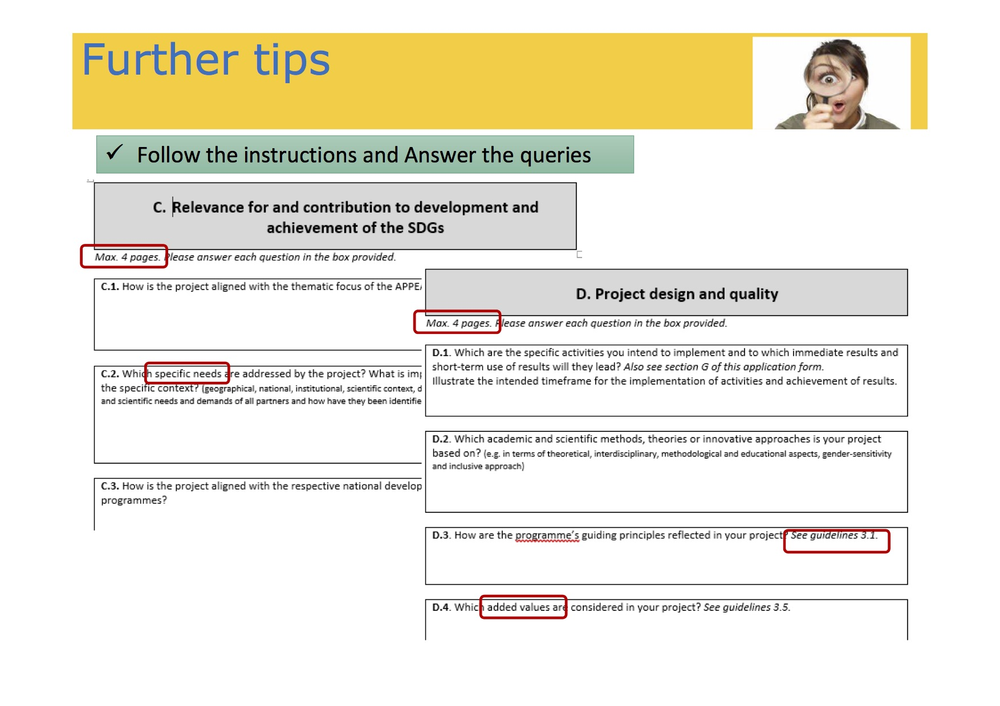 Further tips
✓ Follow the instructions and Answer the queries
C. Relevance for and contribution to development and
achievement of the SDGs
Max. 4 pages. Please answer each question in the box provided.
C.1. How is the project aligned with the thematic focus of the
C.2. Which specific needs are addressed by the project? What is
the specific context? (geographical, national, institutional, scientific context,
and scientific needs and demands of all partners and how have they been
C.3. How is the project aligned with the respective national
programmes?
D. Project design and quality
Max. 4 pages. Please answer each question in the box provided.
D.1. Which are the specific activities you intend to implement and to which immediate results and
short-term use of results will they lead? Also see section G of this application form.
Illustrate the intended timeframe for the implementation of activities and achievement of results.
D.2. Which academic and scientific methods, theories or innovative approaches is your project
based on? (e.g. in terms of theoretical, interdisciplinary, methodological and educational aspects, gender-sensitivity
and inclusive approach)
D.3. How are the programme's guiding principles reflected in your project? See guidelines 3.1.
D.4. Which added values are considered in your project? See guidelines 3.5.